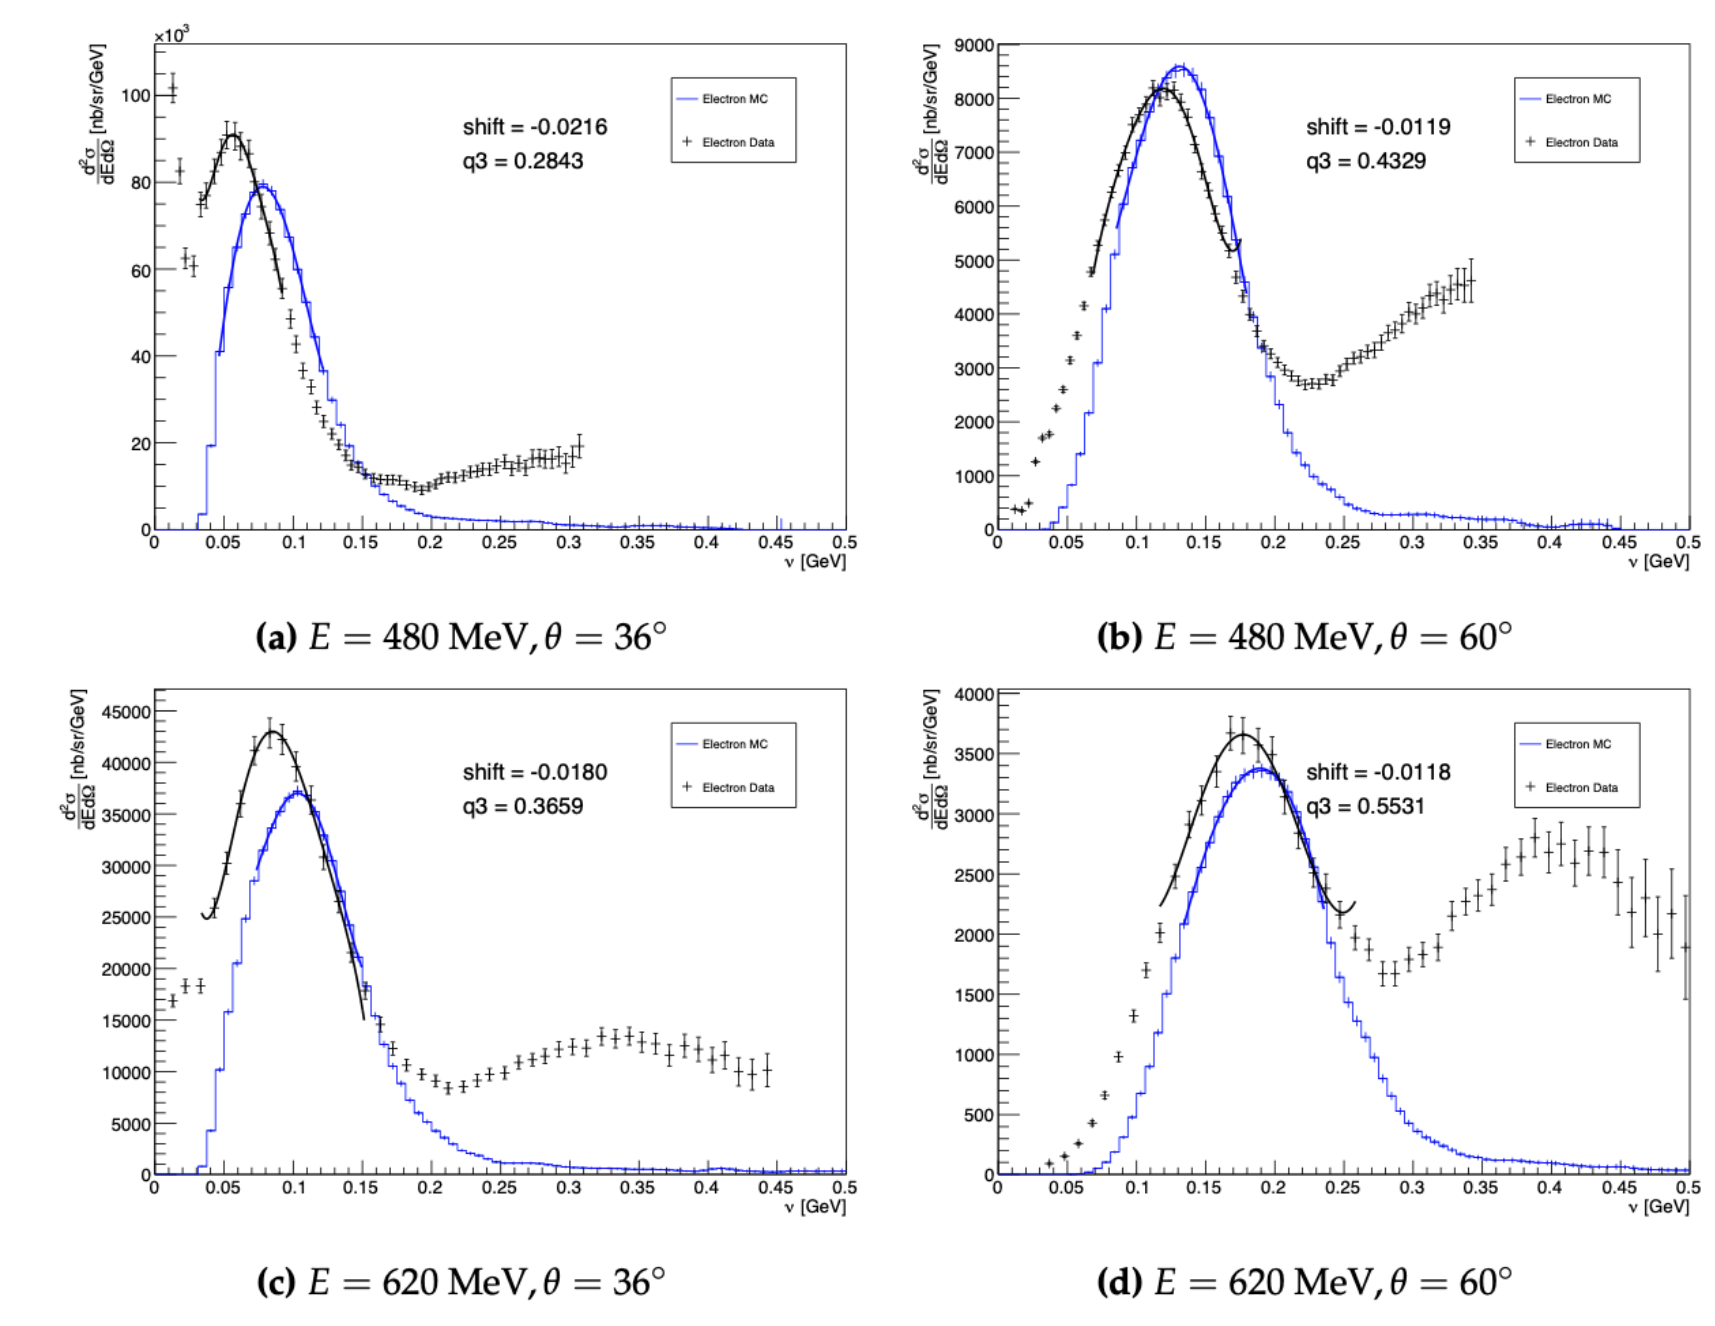 ×10³
d²σ/dEdΩ [nb/sr/GeV]
100
80
60
40
20
0
0 0.05 0.1 0.15 0.2 0.25 0.3 0.35 0.4 0.45 0.5
ν [GeV]
shift = -0.0216
q3 = 0.2843
Electron MC
Electron Data
(a) E = 480 MeV, θ = 36°
d²σ/dEdΩ [nb/sr/GeV]
9000
8000
7000
6000
5000
4000
3000
2000
1000
0
0 0.05 0.1 0.15 0.2 0.25 0.3 0.35 0.4 0.45 0.5
ν [GeV]
shift = -0.0119
q3 = 0.4329
Electron MC
Electron Data
(b) E = 480 MeV, θ = 60°
d²σ/dEdΩ [nb/sr/GeV]
45000
40000
35000
30000
25000
20000
15000
10000
5000
0
0 0.05 0.1 0.15 0.2 0.25 0.3 0.35 0.4 0.45 0.5
ν [GeV]
shift = -0.0180
q3 = 0.3659
Electron MC
Electron Data
(c) E = 620 MeV, θ = 36°
d²σ/dEdΩ [nb/sr/GeV]
4000
3500
3000
2500
2000
1500
1000
500
0
0 0.05 0.1 0.15 0.2 0.25 0.3 0.35 0.4 0.45 0.5
ν [GeV]
shift = -0.0118
q3 = 0.5531
Electron MC
Electron Data
(d) E = 620 MeV, θ = 60°